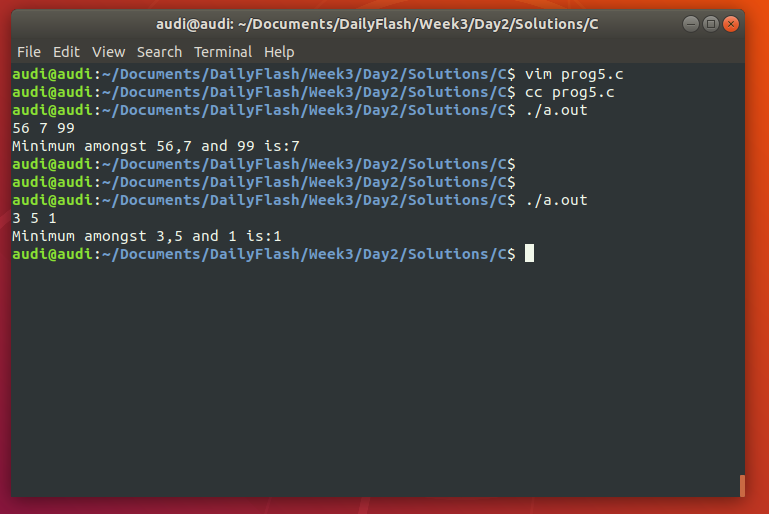 audi@audi: ~/Documents/DailyFlash/Week3/Day2/Solutions/C
File Edit View Search Terminal Help
audi@audi:~/Documents/DailyFlash/Week3/Day2/Solutions/C$ vim prog5.c
audi@audi:~/Documents/DailyFlash/Week3/Day2/Solutions/C$ cc prog5.c
audi@audi:~/Documents/DailyFlash/Week3/Day2/Solutions/C$ ./a.out
56 7 99
Minimum amongst 56,7 and 99 is:7
audi@audi:~/Documents/DailyFlash/Week3/Day2/Solutions/C$
audi@audi:~/Documents/DailyFlash/Week3/Day2/Solutions/C$
audi@audi:~/Documents/DailyFlash/Week3/Day2/Solutions/C$ ./a.out
3 5 1
Minimum amongst 3,5 and 1 is:1
audi@audi:~/Documents/DailyFlash/Week3/Day2/Solutions/C$